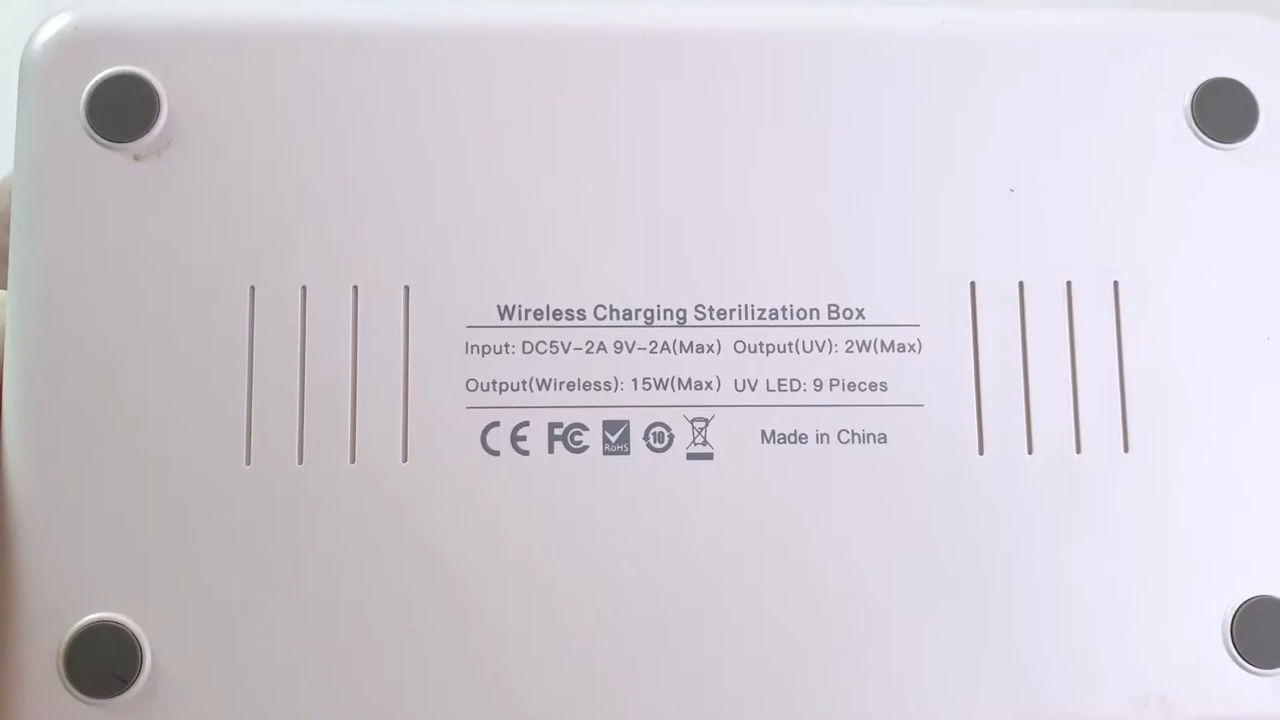 Wireless Charging Sterilization Box
Input: DC5V-2A 9V-2A(Max) Output(UV): 2W(Max)
Output(Wireless): 15W(Max) UV LED: 9 Pieces
CE FC RoHS 10 Made in China